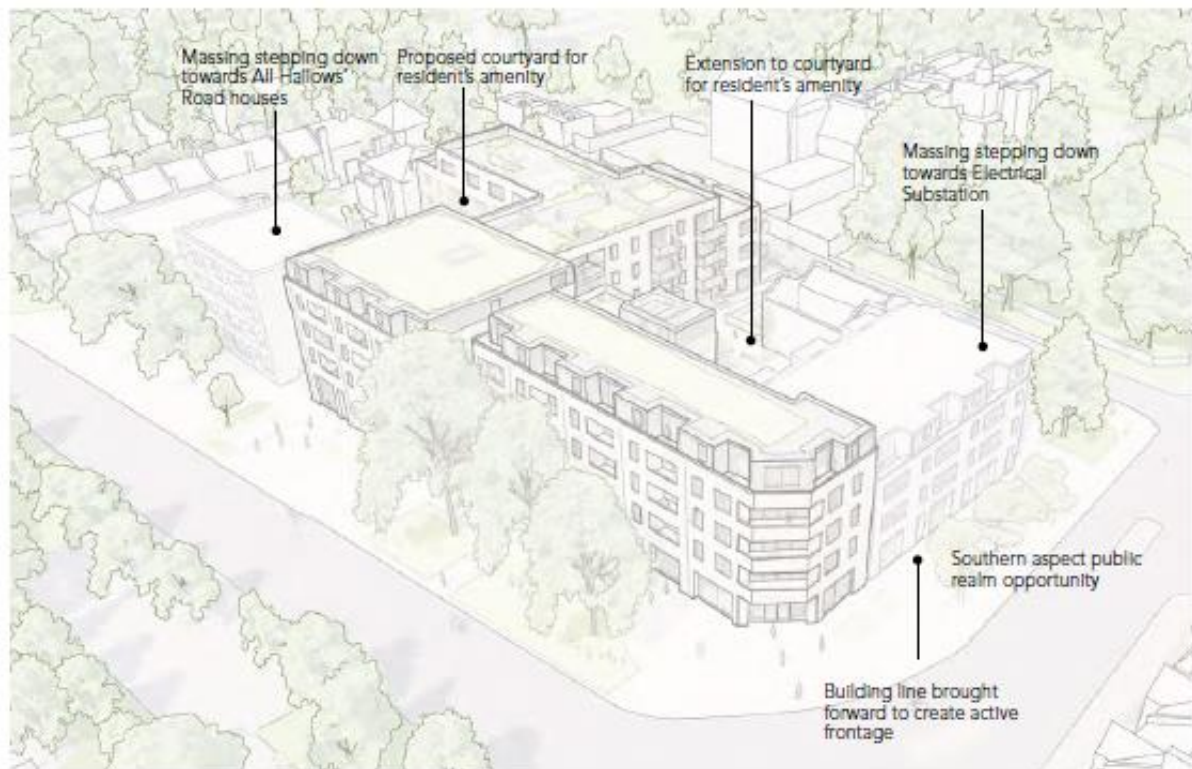 Massing stepping down
towards All Hallows'
Road houses
Proposed courtyard for
resident's amenity
Extension to courtyard
for resident's amenity
Massing stepping down
towards Electrical
Substation
Southern aspect public
realm opportunity
Building line brought
forward to create active
frontage